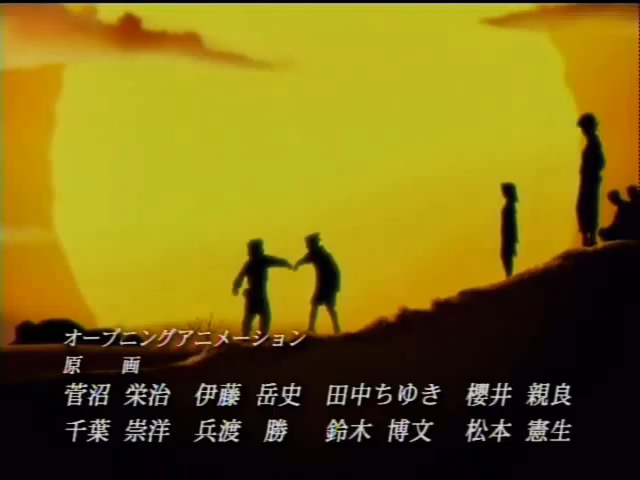 オープニングアニメーション
原 画
菅沼 栄治 伊藤 岳史 田中ちゆき 櫻井 親良
千葉 崇洋 兵渡 勝 鈴木 博文 松本 憲生